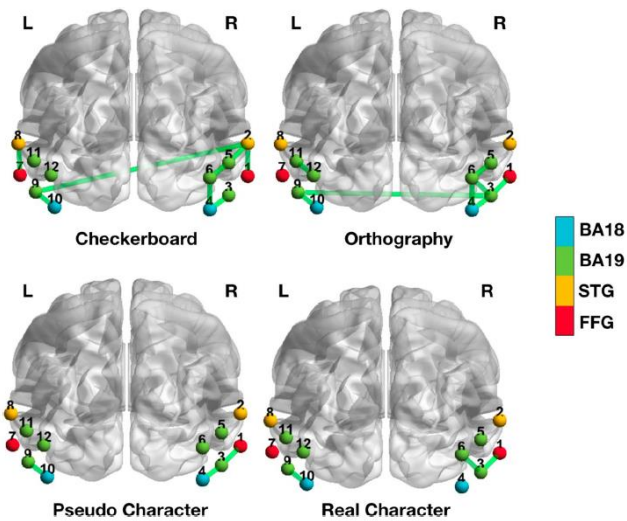 L R L R
8 2 8 2
11 5 11 5
7 12 6 1 7 12 6 1
9 3 9 3
10 4 10 4
Checkerboard Orthography
BA18
BA19
STG
FFG
L R L R
8 2 8 2
11 5 11 5
7 12 6 1 7 12 6 1
9 3 9 3
10 4 10 4
Pseudo Character Real Character